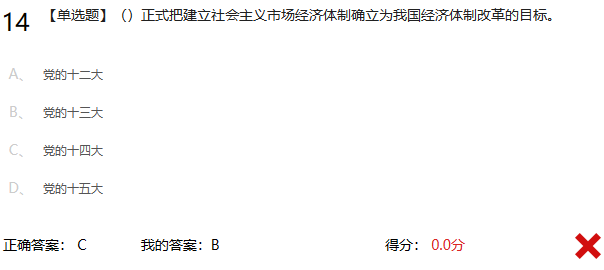 14 【单选题】（）正式把建立社会主义市场经济体制确立为我国经济体制改革的目标。
A、 党的十二大
B、 党的十三大
C、 党的十四大
D、 党的十五大
正确答案： C 我的答案：B 得分： 0.0分